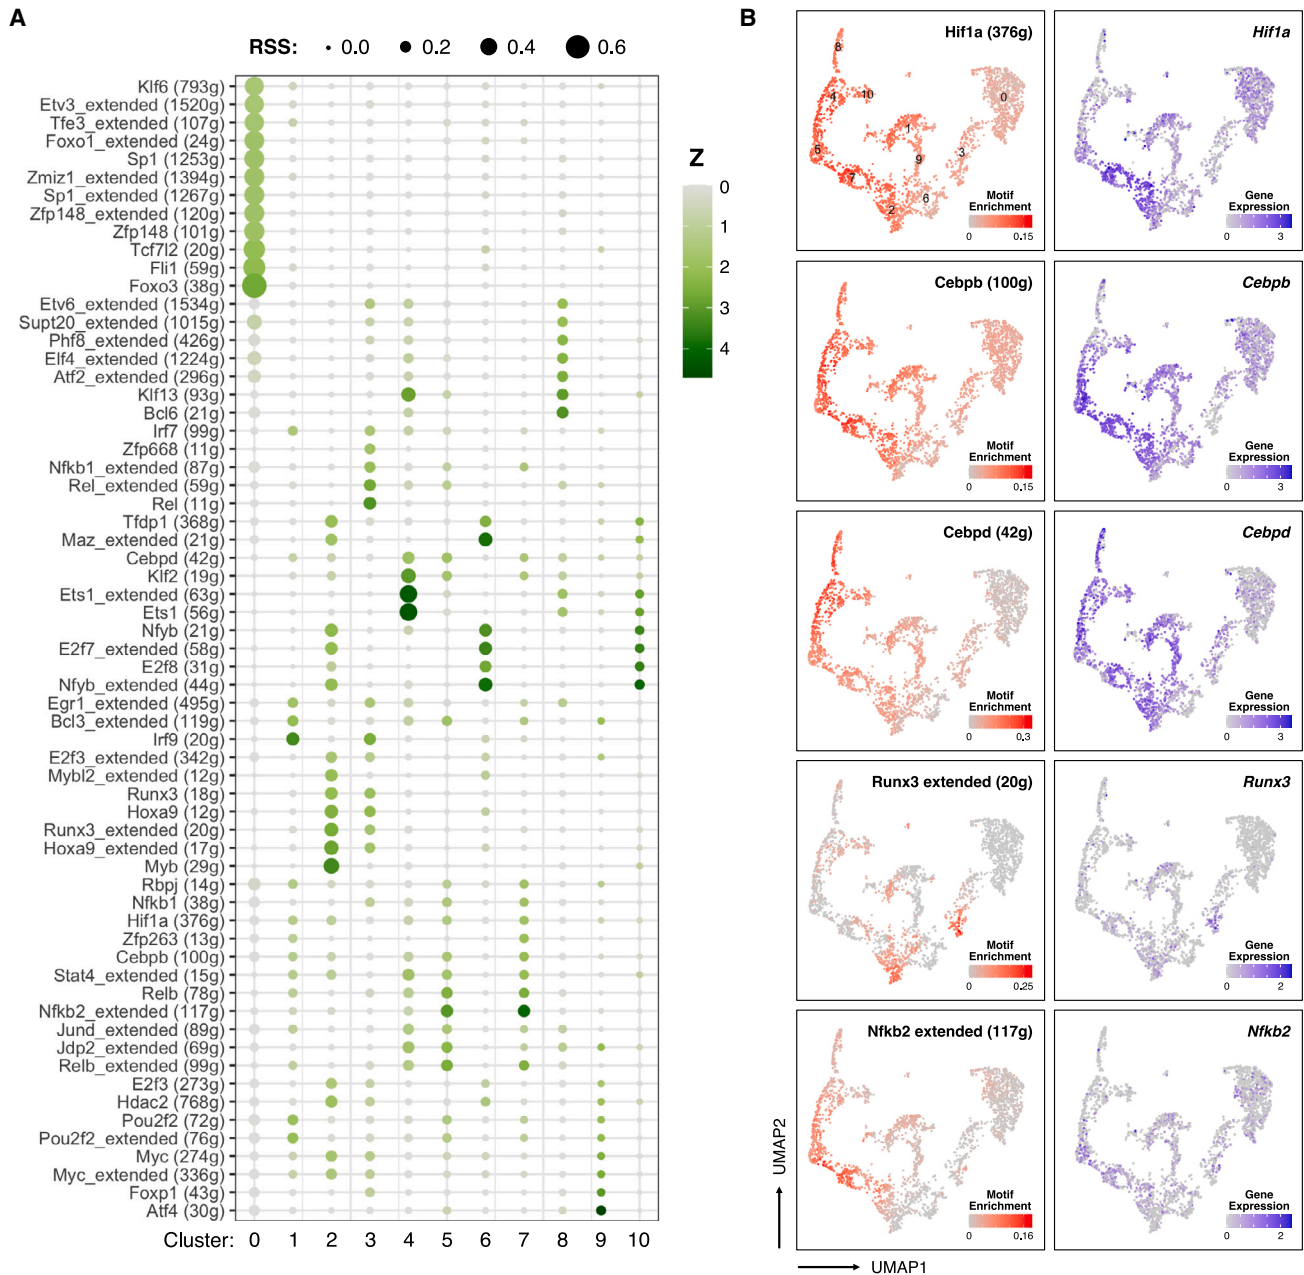 A
RSS: 0.0 0.2 0.4 0.6
Klf6 (793g)
Etv3_extended (1520g)
Tfe3_extended (107g)
Foxo1_extended (24g)
Sp1 (1253g)
Zmiz1_extended (1394g)
Sp1_extended (1267g)
Zfp148_extended (120g)
Zfp148 (101g)
Tcf7l2 (20g)
Fli1 (59g)
Foxo3 (38g)
Etv6_extended (1534g)
Supt20_extended (1015g)
Phf8_extended (426g)
Elf4_extended (1224g)
Atf2_extended (296g)
Klf13 (93g)
Bcl6 (21g)
Irf7 (99g)
Zfp668 (11g)
Nfkb1_extended (87g)
Rel_extended (59g)
Rel (11g)
Tfdp1 (368g)
Maz_extended (21g)
Cebpd (42g)
Klf2 (19g)
Ets1_extended (63g)
Ets1 (56g)
Nfyb (21g)
E2f7_extended (58g)
E2f8 (31g)
Nfyb_extended (44g)
Egr1_extended (495g)
Bcl3_extended (119g)
Irf9 (20g)
E2f3_extended (342g)
Mybl2_extended (12g)
Runx3 (18g)
Hoxa9 (12g)
Runx3_extended (20g)
Hoxa9_extended (17g)
Myb (29g)
Rbpj (14g)
Nfkb1 (38g)
Hif1a (376g)
Zfp263 (13g)
Cebpb (100g)
Stat4_extended (15g)
Relb (78g)
Nfkb2_extended (117g)
Jund_extended (89g)
Jdp2_extended (69g)
Relb_extended (99g)
E2f3 (273g)
Hdac2 (768g)
Pou2f2 (72g)
Pou2f2_extended (76g)
Myc (274g)
Myc_extended (336g)
Foxp1 (43g)
Atf4 (30g)
Cluster: 0 1 2 3 4 5 6 7 8 9 10
Z
0
1
2
3
4
B
Hif1a (376g)
8
4
10
0
1
5
9
3
7
6
2
Motif
Enrichment
0 0.15
Hif1a
Gene
Expression
0 3
Cebpb (100g)
Motif
Enrichment
0 0.15
Cebpb
Gene
Expression
0 3
Cebpd (42g)
Motif
Enrichment
0 0.3
Cebpd
Gene
Expression
0 3
Runx3 extended (20g)
Motif
Enrichment
0 0.25
Runx3
Gene
Expression
0 2
Nfkb2 extended (117g)
Motif
Enrichment
0 0.16
Nfkb2
Gene
Expression
0 2
UMAP2
UMAP1